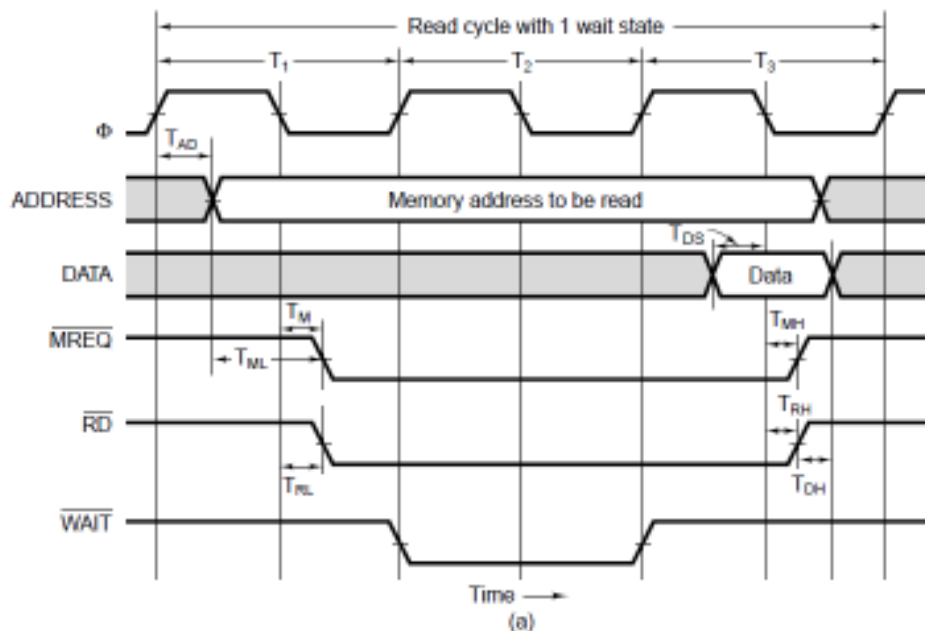 Read cycle with 1 wait state
T1 T2 T3
Φ
TAD
ADDRESS Memory address to be read
TDS
DATA Data
TM TMH
MREQ
TML
TRH
RD
TRL TDH
WAIT
Time
(a)